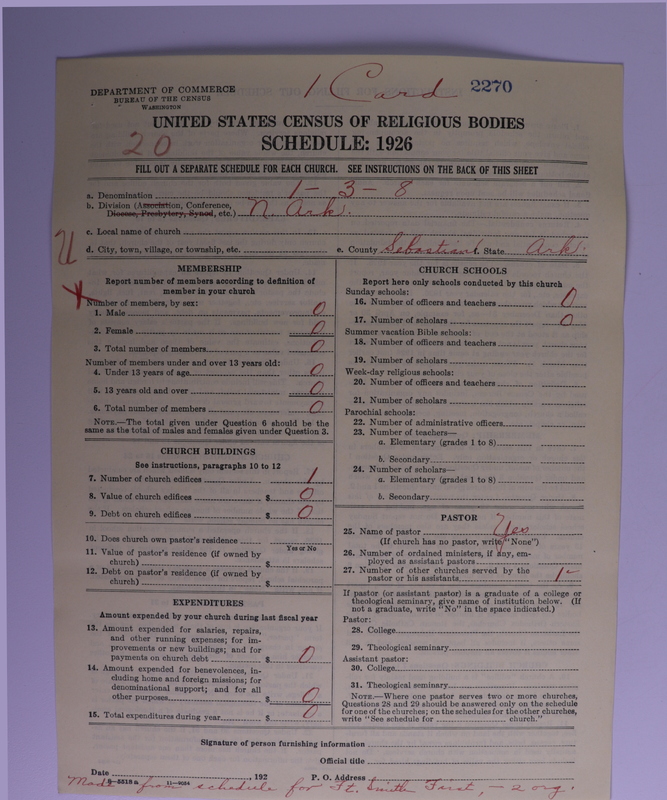 1 Card 2270
DEPARTMENT OF COMMERCE
BUREAU OF THE CENSUS
WASHINGTON
UNITED STATES CENSUS OF RELIGIOUS BODIES
20
SCHEDULE: 1926
FILL OUT A SEPARATE SCHEDULE FOR EACH CHURCH. SEE INSTRUCTIONS ON THE BACK OF THIS SHEET
a. Denomination 1-3-8
b. Division (Association, Conference,
Diocese, Presbytery, Synod, etc.) N. Ark.
c. Local name of church
d. City, town, village, or township, etc. e. County Sebastian f. State Ark.
MEMBERSHIP
Report number of members according to definition of
member in your church
Number of members, by sex:
1. Male 0
2. Female 0
3. Total number of members 0
Number of members under and over 13 years old:
4. Under 13 years of age 0
5. 13 years old and over 0
6. Total number of members 0
NOTE.—The total given under Question 6 should be the
same as the total of males and females given under Question 3.
CHURCH BUILDINGS
See instructions, paragraphs 10 to 12
7. Number of church edifices 1
8. Value of church edifices $ 0
9. Debt on church edifices $ 0
10. Does church own pastor's residence
Yes or No
11. Value of pastor's residence (if owned by
church) $
12. Debt on pastor's residence (if owned by
church) $
EXPENDITURES
Amount expended by your church during last fiscal year
13. Amount expended for salaries, repairs,
and other running expenses; for im-
provements or new buildings; and for
payments on church debt $ 0
14. Amount expended for benevolences, in-
cluding home and foreign missions; for
denominational support; and for all
other purposes $ 0
15. Total expenditures during year $ 0
CHURCH SCHOOLS
Report here only schools conducted by this church
Sunday schools:
16. Number of officers and teachers 0
17. Number of scholars 0
Summer vacation Bible schools:
18. Number of officers and teachers
19. Number of scholars
Week-day religious schools:
20. Number of officers and teachers
21. Number of scholars
Parochial schools:
22. Number of administrative officers
23. Number of teachers—
a. Elementary (grades 1 to 8)
b. Secondary
24. Number of scholars—
a. Elementary (grades 1 to 8)
b. Secondary
PASTOR
25. Name of pastor Yes
(If church has no pastor, write "None")
26. Number of ordained ministers, if any, em-
ployed as assistant pastors
27. Number of other churches served by the
pastor or his assistants 1
If pastor (or assistant pastor) is a graduate of a college or
theological seminary, give name of institution below. (If
not a graduate, write "No" in the space indicated.)
Pastor:
28. College
29. Theological seminary
Assistant pastor:
30. College
31. Theological seminary
NOTE.—Where one pastor serves two or more churches,
Questions 28 and 29 should be answered only on the schedule
for one of the churches; on the schedules for the other churches,
write "See schedule for church."
Signature of person furnishing information
Official title
Date 192 P. O. Address
8-5518a 11-9034
Made from schedule for Ft. Smith First, - 2 org.